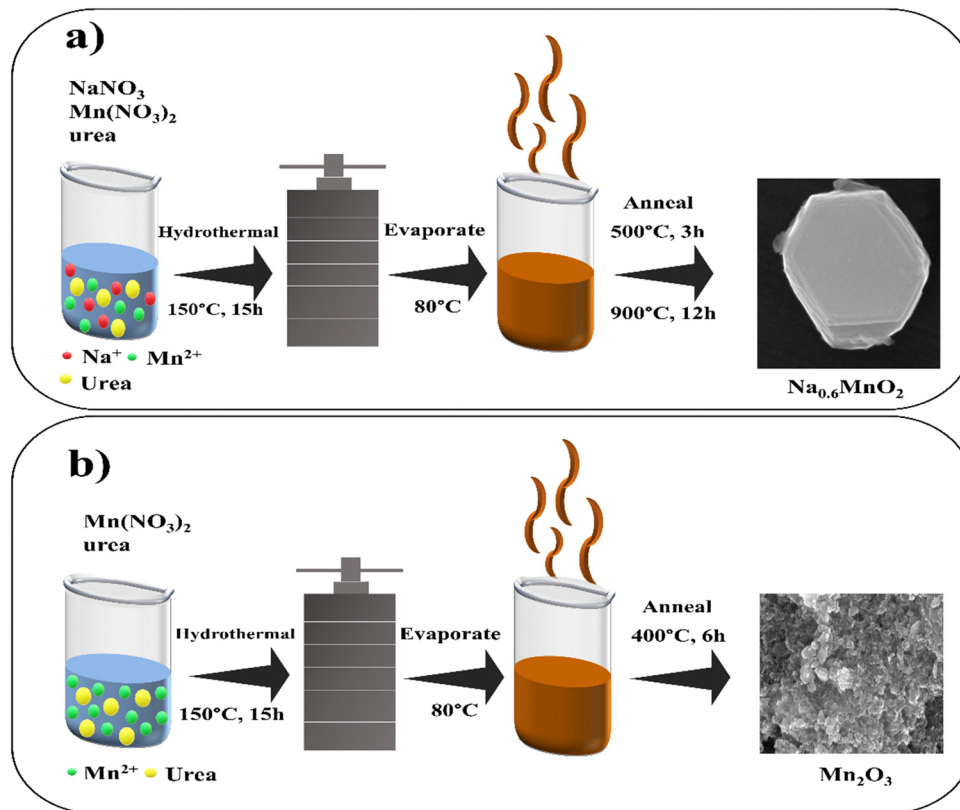 a)
NaNO₃
Mn(NO₃)₂
urea
Hydrothermal
150°C, 15h
Evaporate
80°C
Anneal
500°C, 3h
900°C, 12h
Na⁺ Mn²⁺
Urea
Na₀.₆MnO₂
b)
Mn(NO₃)₂
urea
Hydrothermal
150°C, 15h
Evaporate
80°C
Anneal
400°C, 6h
Mn²⁺ Urea
Mn₂O₃